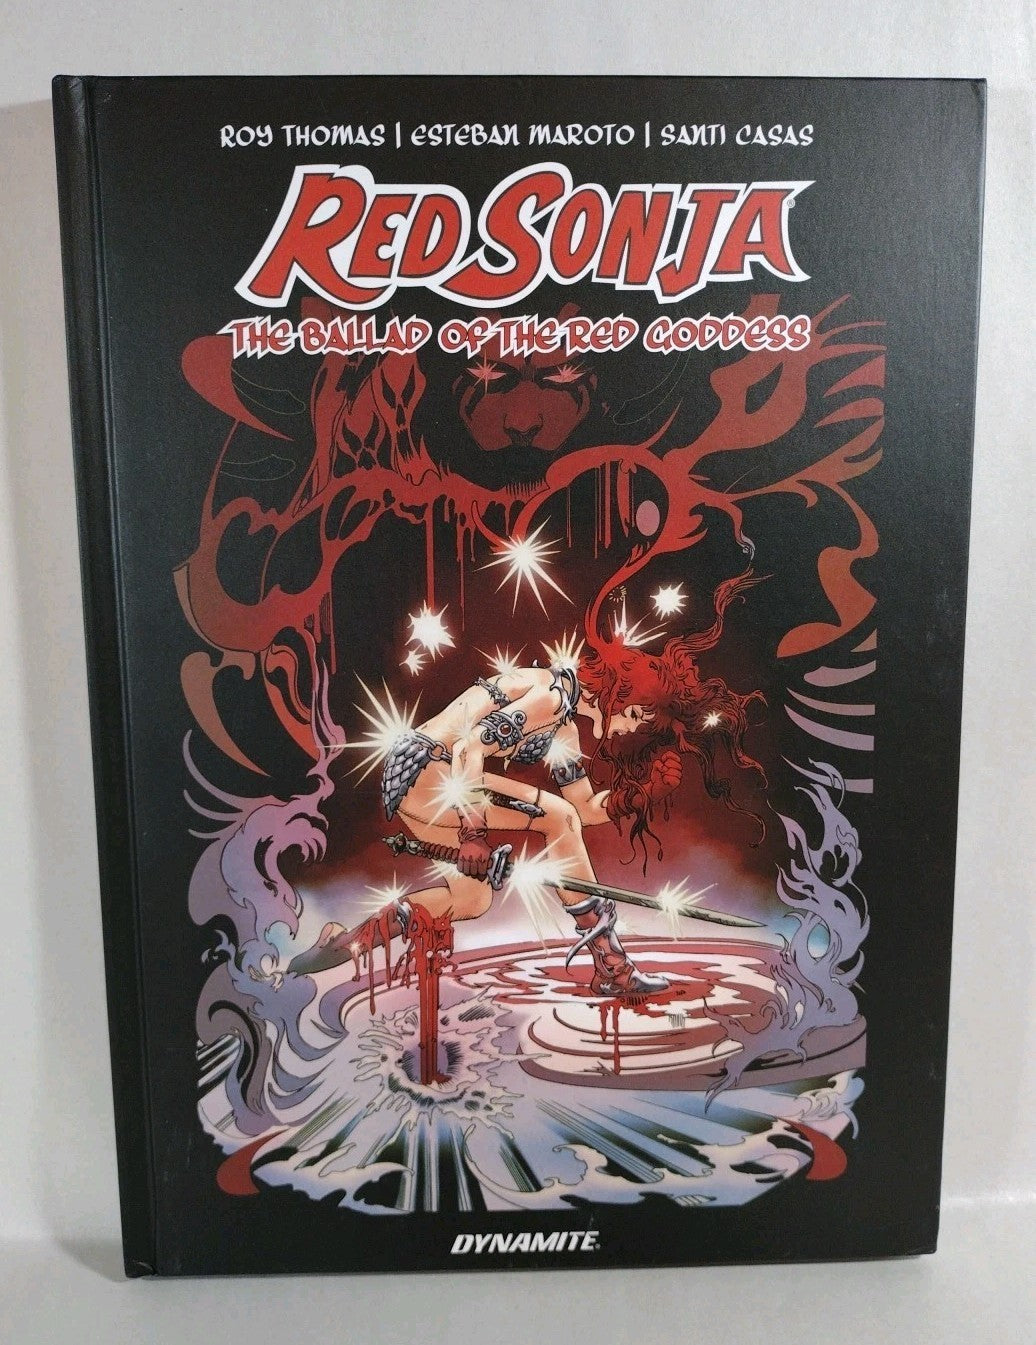 ROY THOMAS | ESTEBAN MAROTO | SANTI CASAS
RED SONJA®
THE BALLAD OF THE RED GODDESS
DYNAMITE®